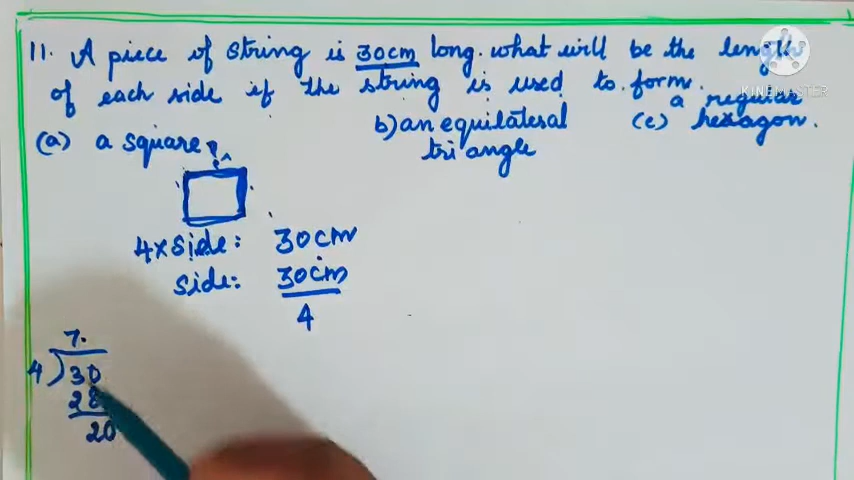 11. A piece of string is 30cm long. what will be the length
of each side if the string is used to form.
(a) a square
b) an equilateral
triangle
(c) a regular
hexagon.
P
4×side: 30cm
side: 30cm
4
7.
4)30
28
20
KINEMASTER